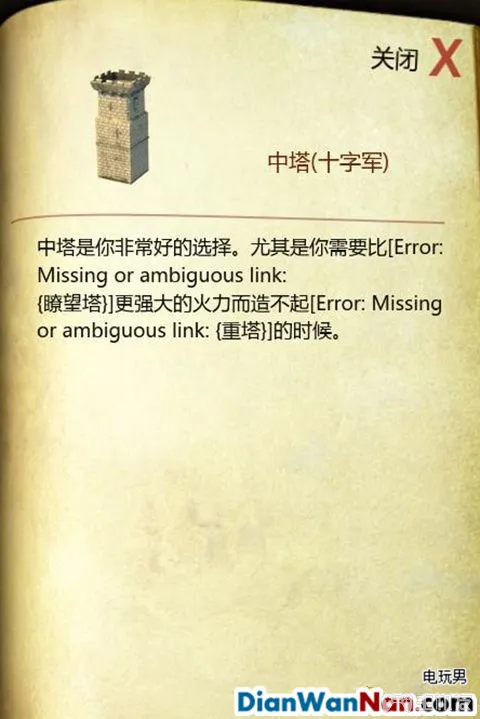 关闭 X
中塔(十字军)
中塔是你非常好的选择。尤其是你需要比[Error:
Missing or ambiguous link:
{瞭望塔}]更强大的火力而造不起[Error: Missing
or ambiguous link: {重塔}]的时候。
电玩男
DianWanNan.com